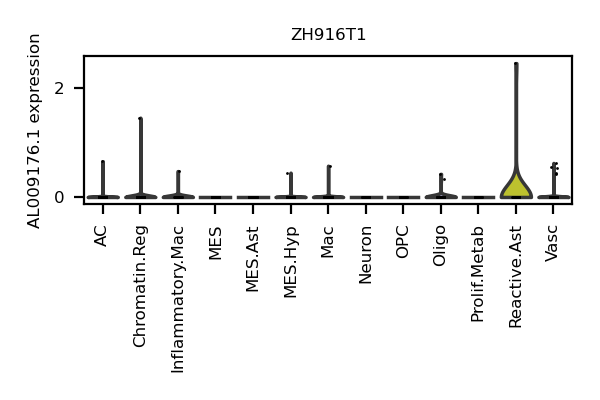 ZH916T1
AL009176.1 expression
2
0
AC
Chromatin.Reg
Inflammatory.Mac
MES
MES.Ast
MES.Hyp
Mac
Neuron
OPC
Oligo
Prolif.Metab
Reactive.Ast
Vasc